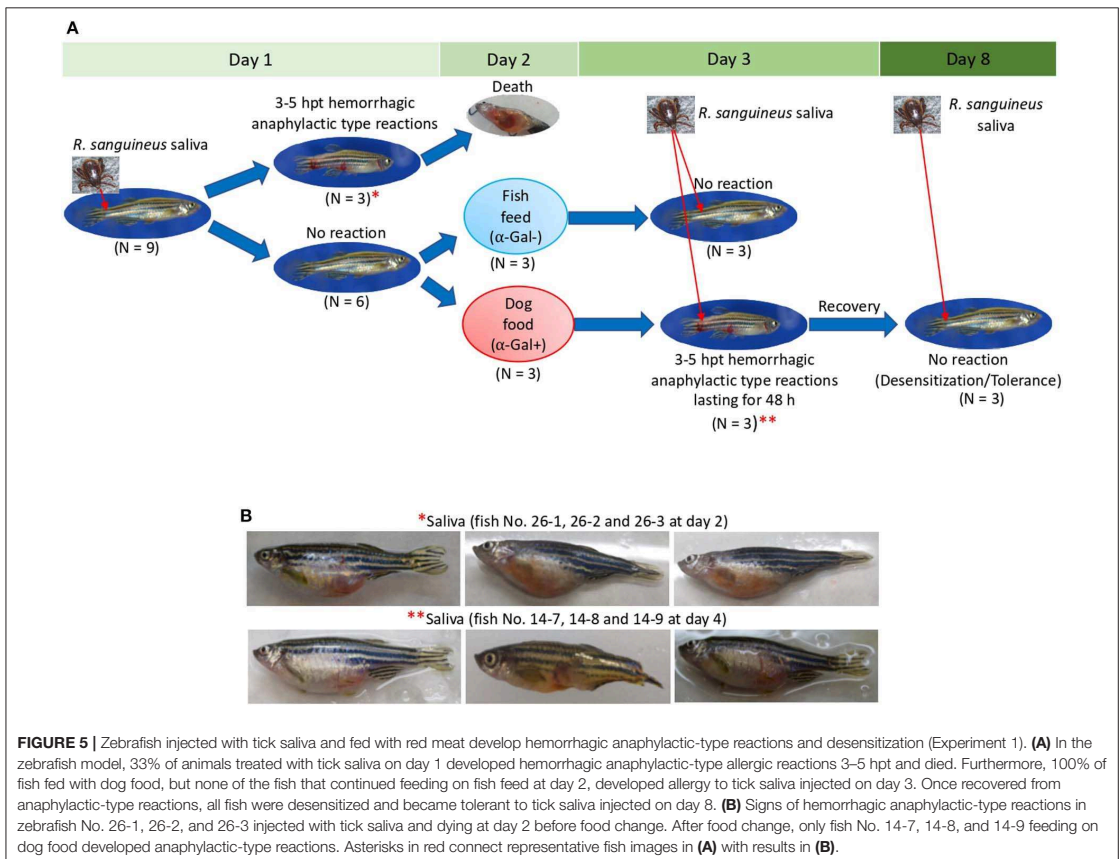 A
Day 1
Day 2
Day 3
Day 8
3-5 hpt hemorrhagic
anaphylactic type reactions
Death
R. sanguineus saliva
R. sanguineus saliva
R. sanguineus
saliva
(N = 3)*
No reaction
(N = 9)
No reaction
(N = 6)
Fish
feed
(α-Gal-)
(N = 3)
(N = 3)
Dog
food
(α-Gal+)
(N = 3)
Recovery
3-5 hpt hemorrhagic
anaphylactic type reactions
lasting for 48 h
(N = 3)**
No reaction
(Desensitization/Tolerance)
(N = 3)
B
*Saliva (fish No. 26-1, 26-2 and 26-3 at day 2)
**Saliva (fish No. 14-7, 14-8 and 14-9 at day 4)
FIGURE 5 | Zebrafish injected with tick saliva and fed with red meat develop hemorrhagic anaphylactic-type reactions and desensitization (Experiment 1). (A) In the
zebrafish model, 33% of animals treated with tick saliva on day 1 developed hemorrhagic anaphylactic-type allergic reactions 3–5 hpt and died. Furthermore, 100% of
fish fed with dog food, but none of the fish that continued feeding on fish feed at day 2, developed allergy to tick saliva injected on day 3. Once recovered from
anaphylactic-type reactions, all fish were desensitized and became tolerant to tick saliva injected on day 8. (B) Signs of hemorrhagic anaphylactic-type reactions in
zebrafish No. 26-1, 26-2, and 26-3 injected with tick saliva and dying at day 2 before food change. After food change, only fish No. 14-7, 14-8, and 14-9 feeding on
dog food developed anaphylactic-type reactions. Asterisks in red connect representative fish images in (A) with results in (B).